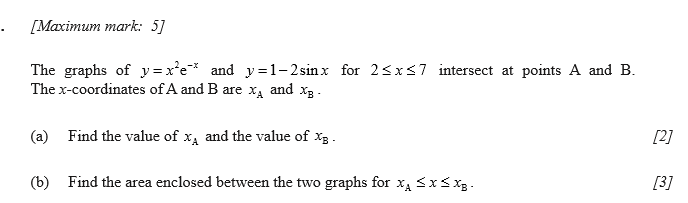 . [Maximum mark: 5]
The graphs of y = x²e⁻ˣ and y = 1 − 2 sin x for 2 ≤ x ≤ 7 intersect at points A and B.
The x-coordinates of A and B are x_A and x_B .
(a) Find the value of x_A and the value of x_B . [2]
(b) Find the area enclosed between the two graphs for x_A ≤ x ≤ x_B . [3]